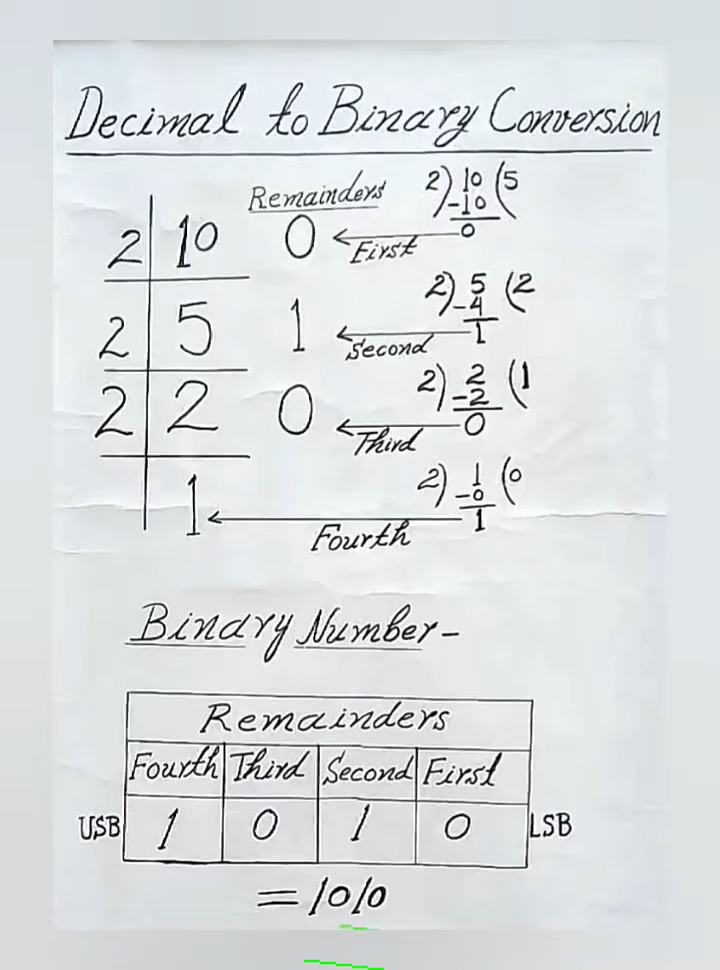 Decimal to Binary Conversion
Remainders
2) 10 (5
-10
0
2 10 0 First
2) 5 (2
-4
1
2 5 1 Second
2) 2 (1
-2
0
2 2 0 Third
2) 1 (0
-0
1
1 Fourth
Binary Number-
Remainders
Fourth Third Second First
USB 1 0 1 0 LSB
=1010